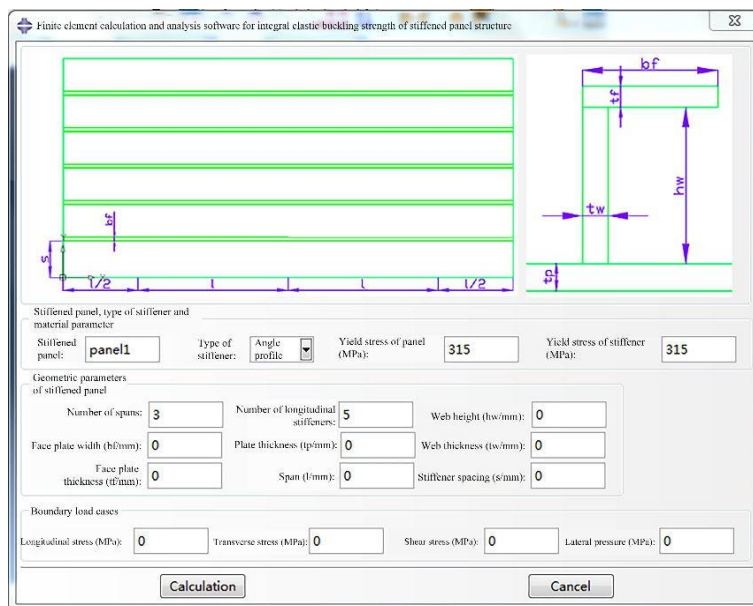 Finite element calculation and analysis software for integral elastic buckling strength of stiffened panel structure
bf
tf
hw
tw
tp
bf
s
Y
X
l/2
l
l
l/2
Stiffened panel, type of stiffener and
material parameter
Stiffened
panel:
panel1
Type of
stiffener:
Angle
profile
Yield stress of panel
(MPa):
315
Yield stress of stiffener
(MPa):
315
Geometric parameters
of stiffened panel
Number of spans:
3
Number of longitudinal
stiffeners:
5
Web height (hw/mm):
0
Face plate width (bf/mm):
0
Plate thickness (tp/mm):
0
Web thickness (tw/mm):
0
Face plate
thickness (tf/mm):
0
Span (l/mm):
0
Stiffener spacing (s/mm):
0
Boundary load cases
Longitudinal stress (MPa):
0
Transverse stress (MPa):
0
Shear stress (MPa):
0
Lateral pressure (MPa):
0
Calculation
Cancel